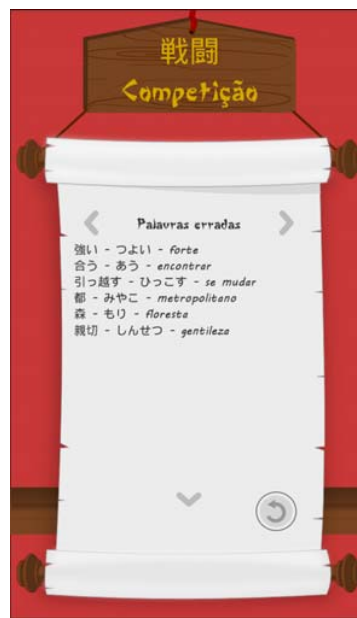 戦闘
Competição
Palavras erradas
強い - つよい - forte
合う - あう - encontrar
引っ越す - ひっこす - se mudar
都 - みやこ - metropolitano
森 - もり - floresta
親切 - しんせつ - gentileza